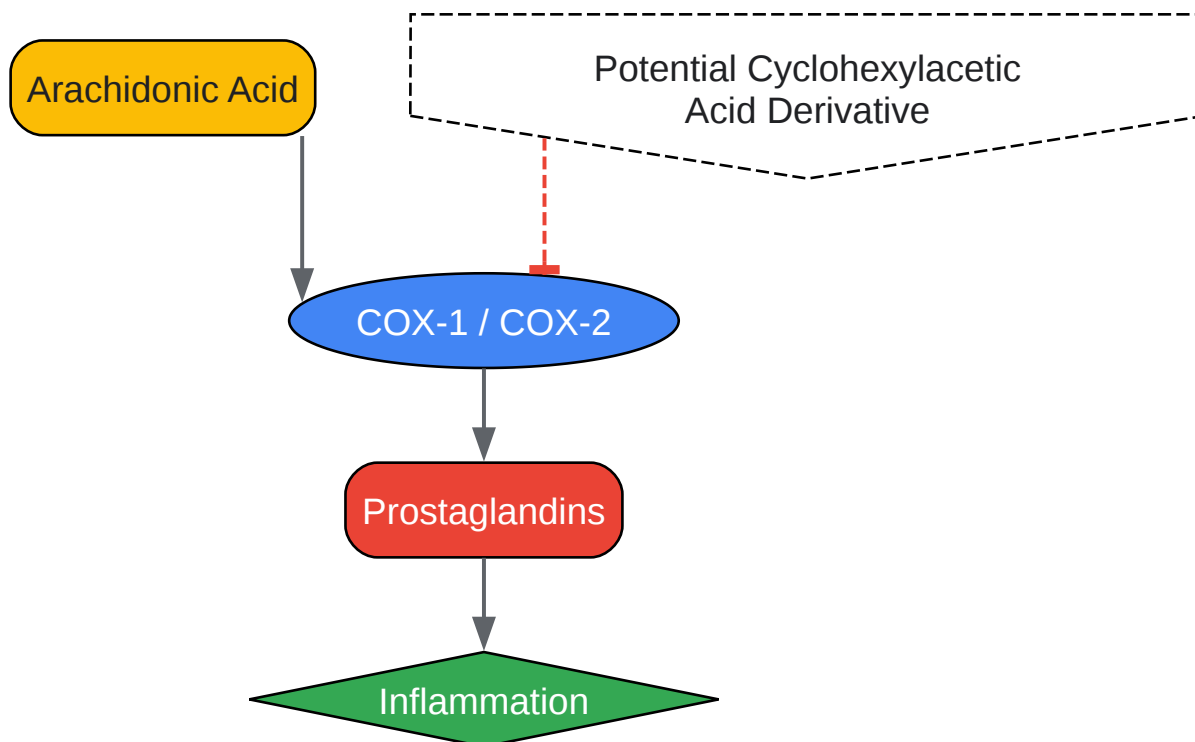 Arachidonic Acid
Potential Cyclohexylacetic
Acid Derivative
COX-1 / COX-2
Prostaglandins
Inflammation